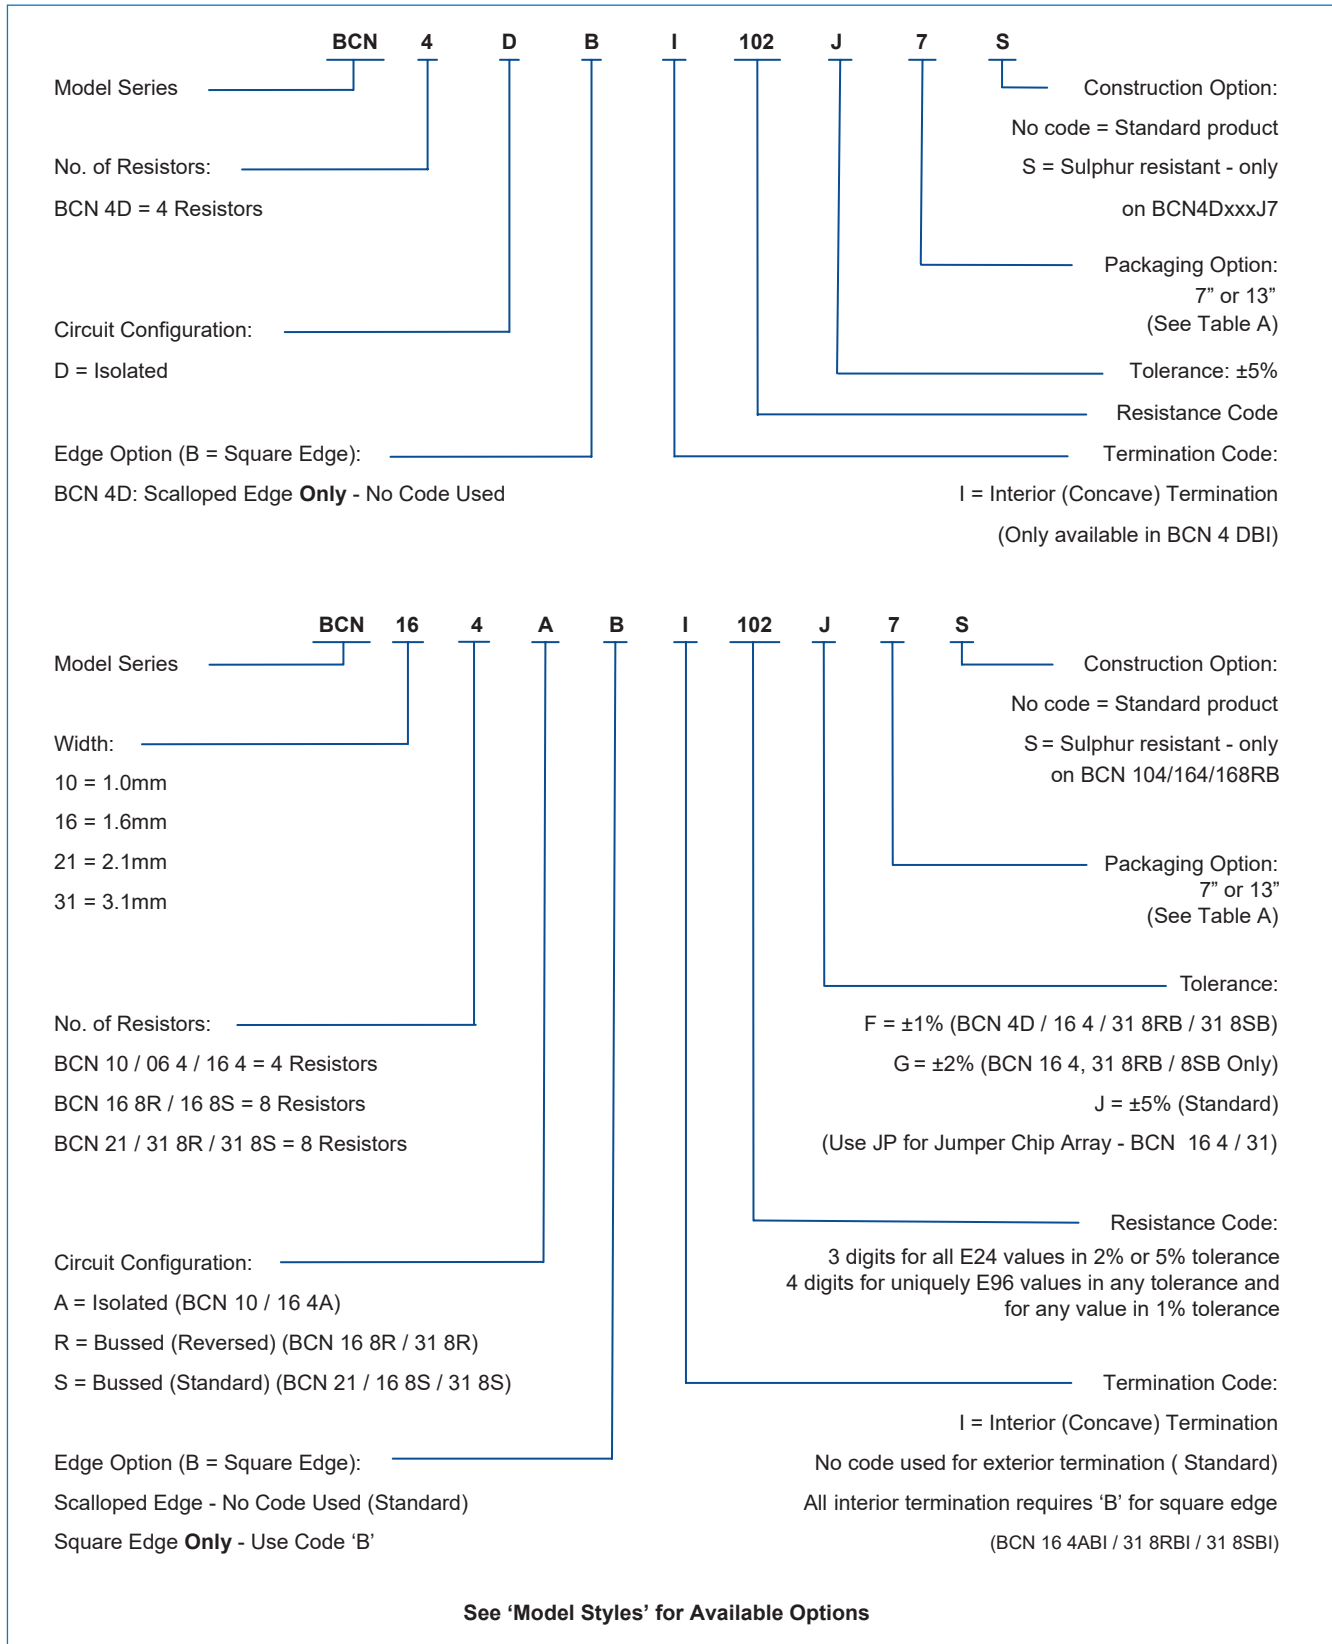 BCN 4 D B I 102 J 7 S
Model Series
Construction Option:
No code = Standard product
No. of Resistors:
S = Sulphur resistant - only
BCN 4D = 4 Resistors
on BCN4DxxxJ7
Packaging Option:
7” or 13”
(See Table A)
Circuit Configuration:
D = Isolated
Tolerance: ±5%
Resistance Code
Edge Option (B = Square Edge):
Termination Code:
BCN 4D: Scalloped Edge Only - No Code Used
I = Interior (Concave) Termination
(Only available in BCN 4 DBI)
BCN 16 4 A B I 102 J 7 S
Model Series
Construction Option:
No code = Standard product
Width:
S = Sulphur resistant - only
on BCN 104/164/168RB
10 = 1.0mm
16 = 1.6mm
21 = 2.1mm
31 = 3.1mm
Packaging Option:
7” or 13”
(See Table A)
Tolerance:
No. of Resistors:
F = ±1% (BCN 4D / 16 4 / 31 8RB / 31 8SB)
BCN 10 / 06 4 / 16 4 = 4 Resistors
G = ±2% (BCN 16 4, 31 8RB / 8SB Only)
BCN 16 8R / 16 8S = 8 Resistors
J = ±5% (Standard)
BCN 21 / 31 8R / 31 8S = 8 Resistors
(Use JP for Jumper Chip Array - BCN 16 4 / 31)
Resistance Code:
3 digits for all E24 values in 2% or 5% tolerance
4 digits for uniquely E96 values in any tolerance and
for any value in 1% tolerance
Circuit Configuration:
A = Isolated (BCN 10 / 16 4A)
R = Bussed (Reversed) (BCN 16 8R / 31 8R)
S = Bussed (Standard) (BCN 21 / 16 8S / 31 8S)
Termination Code:
I = Interior (Concave) Termination
Edge Option (B = Square Edge):
No code used for exterior termination ( Standard)
Scalloped Edge - No Code Used (Standard)
All interior termination requires ‘B’ for square edge
Square Edge Only - Use Code ‘B’
(BCN 16 4ABI / 31 8RBI / 31 8SBI)
See ‘Model Styles’ for Available Options